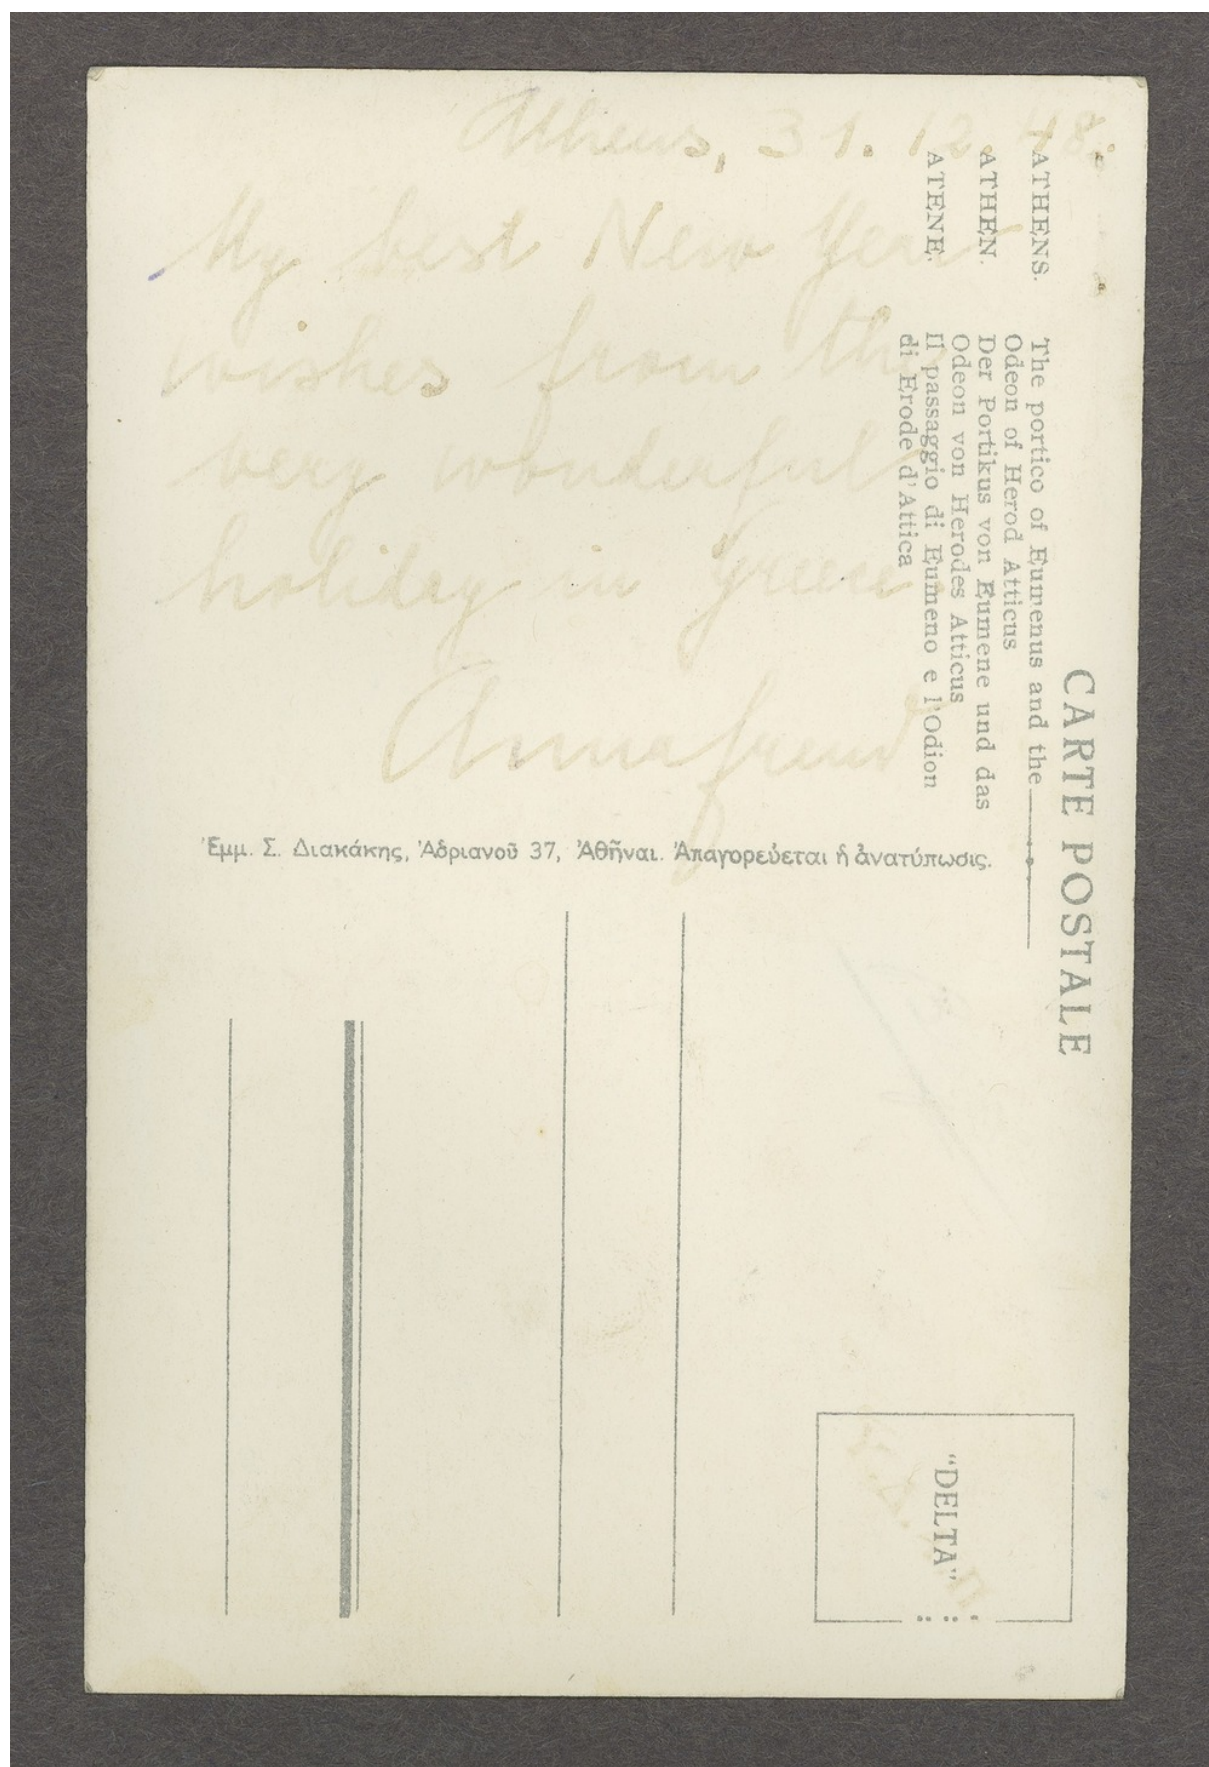 Athens, 31. 12. 48.
My best New Year
wishes from the
very wonderful
holiday in Greece
Annafreud
CARTE POSTALE
ATHENS. The portico of Eumenus and the
Odeon of Herod Atticus
ATHEN. Der Portikus von Eumene und das
Odeon von Herodes Atticus
ATENE. Il passaggio di Eumeno e l'Odion
di Erode d'Attica
Ἐμμ. Σ. Διακάκης, Ἀδριανοῦ 37, Ἀθῆναι. Ἀπαγορεύεται ἡ ἀνατύπωσις.
"DELTA"